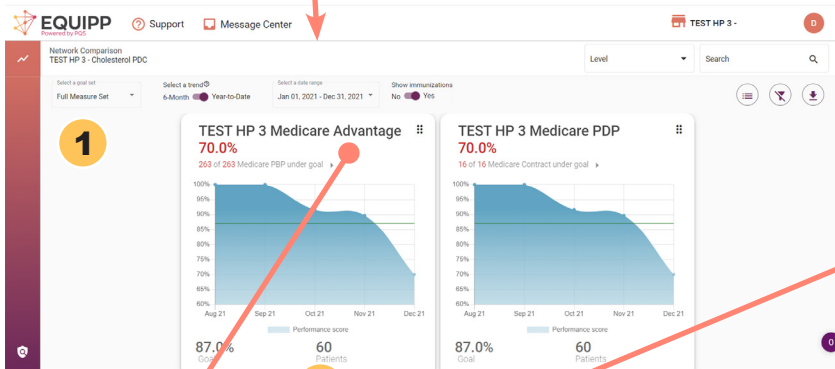 EQUIPP
Powered by PQS
Support
Message Center
TEST HP 3 -
D
Network Comparison
TEST HP 3 - Cholesterol PDC
Level
Search
Select a goal set
Full Measure Set
Select a trend
6-Month Year-to-Date
Select a date range
Jan 01, 2021 - Dec 31, 2021
Show immunizations
No Yes
1
TEST HP 3 Medicare Advantage
70.0%
263 of 263 Medicare PBP under goal
100%
95%
90%
85%
80%
75%
70%
65%
60%
Aug 21 Sep 21 Oct 21 Nov 21 Dec 21
Performance score
87.0% 60
Goal Patients
TEST HP 3 Medicare PDP
70.0%
16 of 16 Medicare Contract under goal
100%
95%
90%
85%
80%
75%
70%
65%
60%
Aug 21 Sep 21 Oct 21 Nov 21 Dec 21
Performance score
87.0% 60
Goal Patients
0